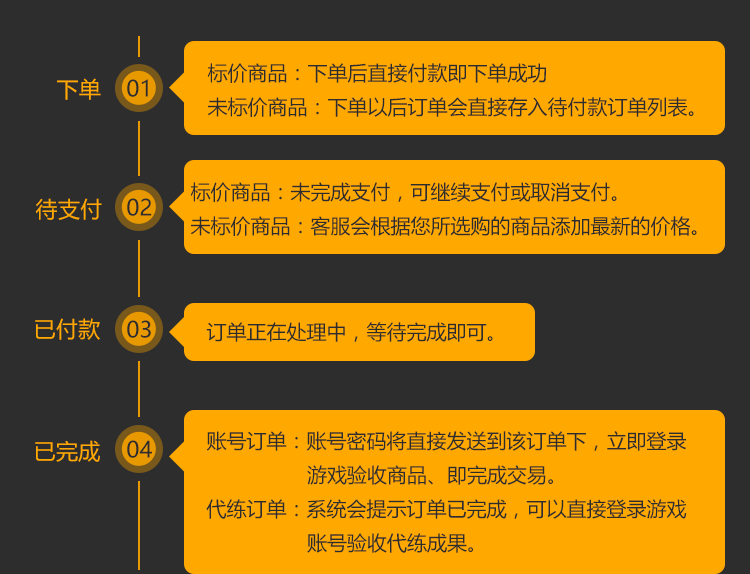 下单
01
标价商品：下单后直接付款即下单成功
未标价商品：下单以后订单会直接存入待付款订单列表。
待支付
02
标价商品：未完成支付，可继续支付或取消支付。
未标价商品：客服会根据您所选购的商品添加最新的价格。
已付款
03
订单正在处理中，等待完成即可。
已完成
04
账号订单：账号密码将直接发送到该订单下，立即登录
游戏验收商品、即完成交易。
代练订单：系统会提示订单已完成，可以直接登录游戏
账号验收代练成果。